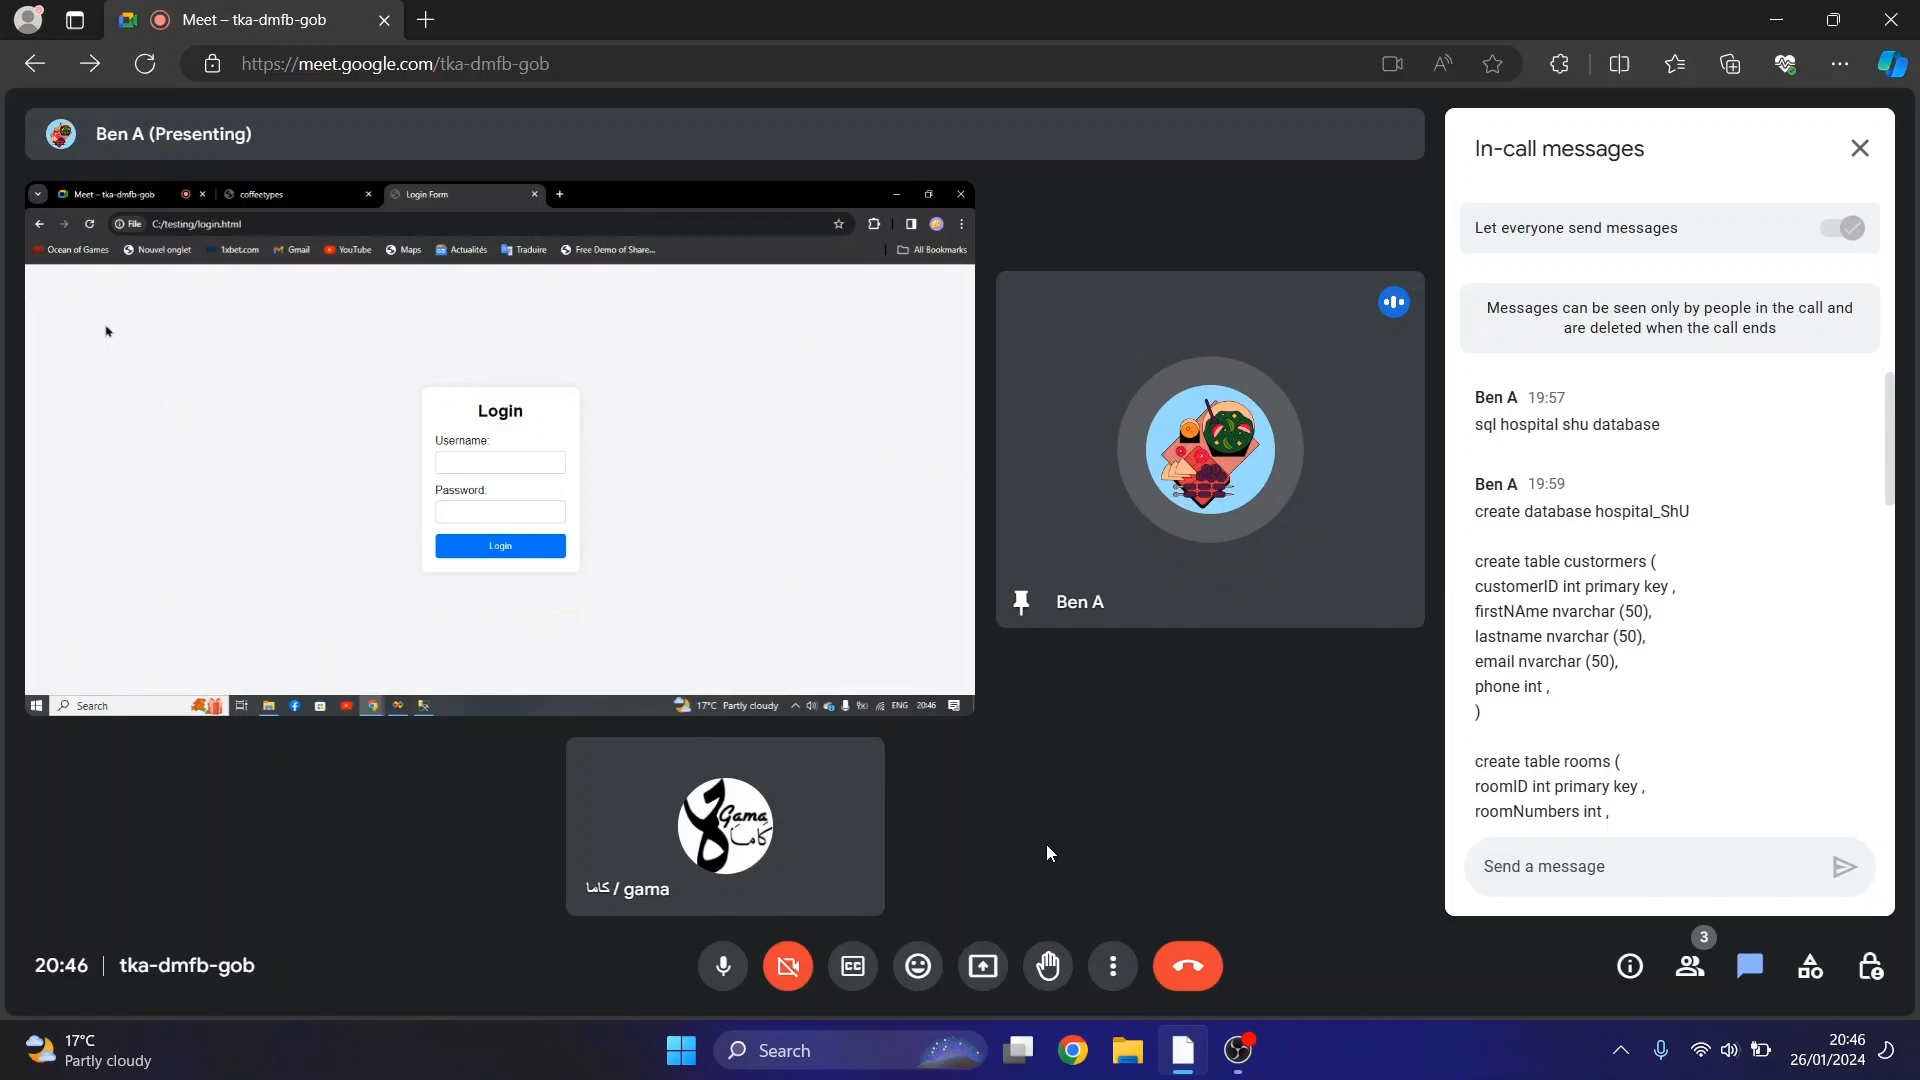 Meet – tka-dmfb-gob
https://meet.google.com/tka-dmfb-gob
Ben A (Presenting)
Meet – tka-dmfb-gob
coffeetypes
Login Form
File
C:/testing/login.html
Ocean of Games
Nouvel onglet
1xbet.com
Gmail
YouTube
Maps
Actualités
Traduire
Free Demo of Share...
All Bookmarks
Login
Username:
Password:
Login
Search
17°C Partly cloudy
ENG
20:46
Ben A
Gama
كاما
كاما / gama
In-call messages
Let everyone send messages
Messages can be seen only by people in the call and
are deleted when the call ends
Ben A 19:57
sql hospital shu database
Ben A 19:59
create database hospital_ShU
create table custormers (
customerID int primary key ,
firstNAme nvarchar (50),
lastname nvarchar (50),
email nvarchar (50),
phone int ,
)
create table rooms (
roomID int primary key ,
roomNumbers int ,
Send a message
20:46 | tka-dmfb-gob
3
17°C
Partly cloudy
Search
20:46
26/01/2024